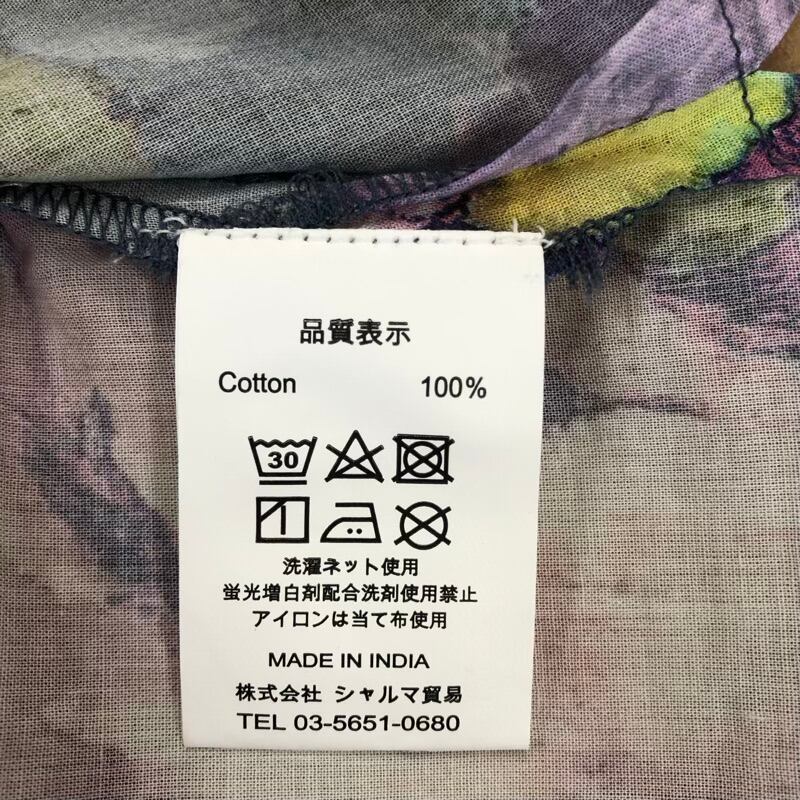 品質表示
Cotton 100%
30
洗濯ネット使用
蛍光増白剤配合洗剤使用禁止
アイロンは当て布使用
MADE IN INDIA
株式会社 シャルマ貿易
TEL 03-5651-0680